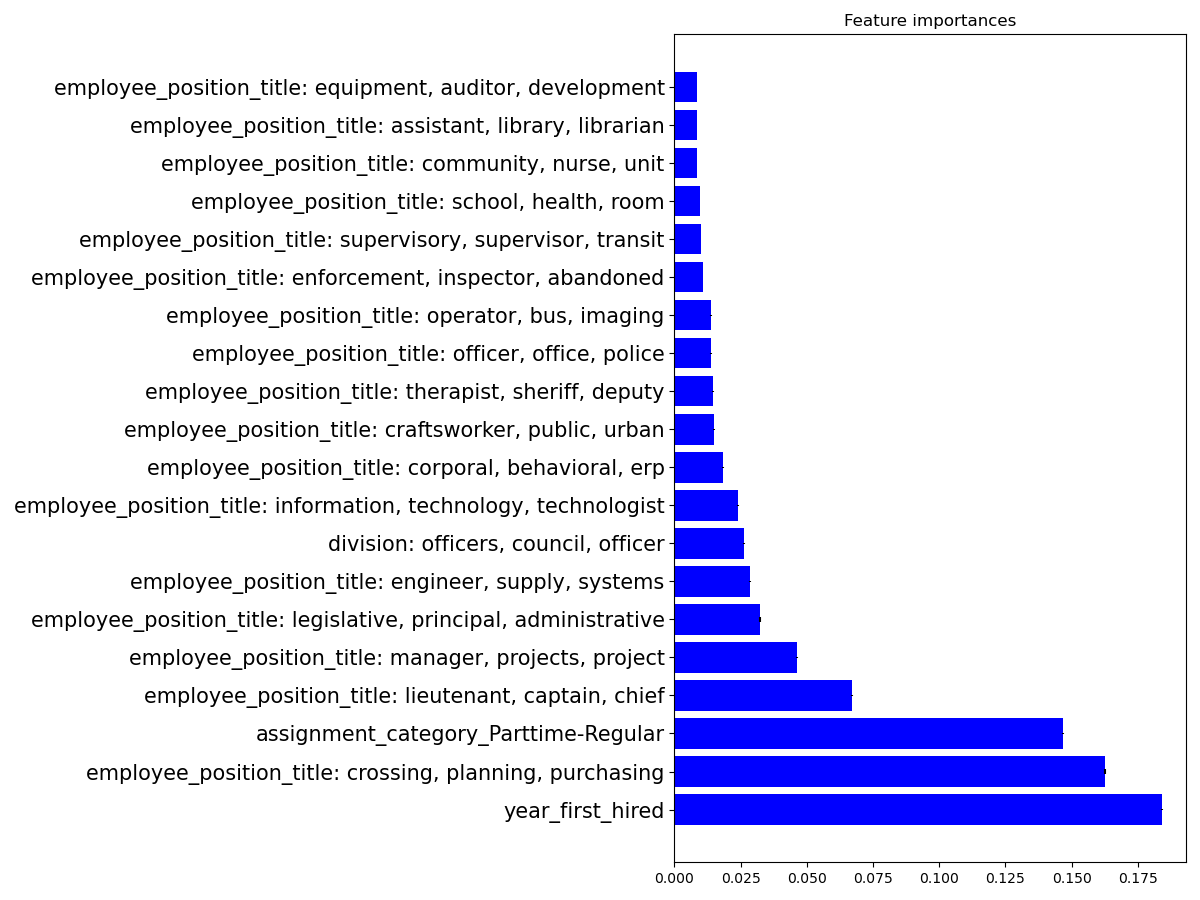 Feature importances
employee_position_title: equipment, auditor, development
employee_position_title: assistant, library, librarian
employee_position_title: community, nurse, unit
employee_position_title: school, health, room
employee_position_title: supervisory, supervisor, transit
employee_position_title: enforcement, inspector, abandoned
employee_position_title: operator, bus, imaging
employee_position_title: officer, office, police
employee_position_title: therapist, sheriff, deputy
employee_position_title: craftsworker, public, urban
employee_position_title: corporal, behavioral, erp
employee_position_title: information, technology, technologist
division: officers, council, officer
employee_position_title: engineer, supply, systems
employee_position_title: legislative, principal, administrative
employee_position_title: manager, projects, project
employee_position_title: lieutenant, captain, chief
assignment_category_Parttime-Regular
employee_position_title: crossing, planning, purchasing
year_first_hired
0.000 0.025 0.050 0.075 0.100 0.125 0.150 0.175